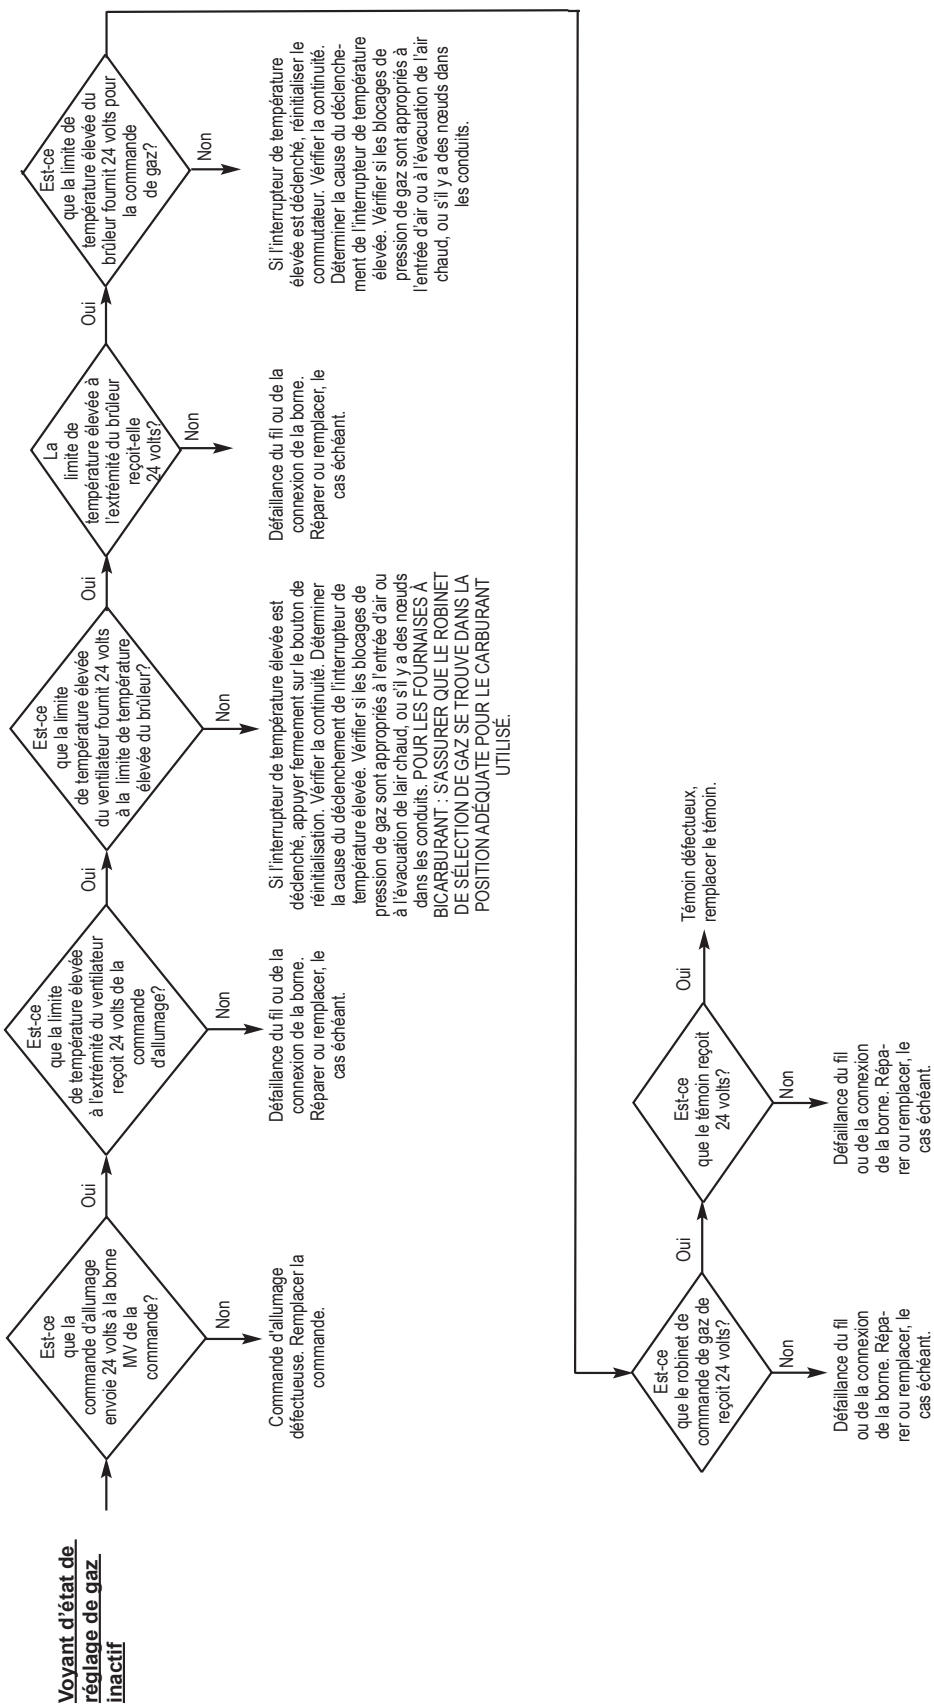 Voyant d'état de
réglage de gaz
inactif
Est-ce
que la
commande d'allumage
envoie 24 volts à la borne
MV de la
commande?
Oui
Non
Commande d'allumage
défectueuse. Remplacer la
commande.
Est-ce
que la limite
de température élevée
à l'extrémité du ventilateur
reçoit 24 volts de la
commande
d'allumage?
Oui
Non
Défaillance du fil ou de la
connexion de la borne.
Réparer ou remplacer, le
cas échéant.
Est-ce
que la limite
de température élevée
du ventilateur fournit 24 volts
à la limite de température
élevée du brûleur?
Oui
Non
Si l'interrupteur de température élevée est
déclenché, appuyer fermement sur le bouton de
réinitialisation. Vérifier la continuité. Déterminer
la cause du déclenchement de l'interrupteur de
température élevée. Vérifier si les blocages de
pression de gaz sont appropriés à l'entrée d'air ou
à l'évacuation de lair chaud, ou s'il y a des nœuds
dans les conduits. POUR LES FOURNAISES À
BICARBURANT : S'ASSURER QUE LE ROBINET
DE SÉLECTION DE GAZ SE TROUVE DANS LA
POSITION ADÉQUATE POUR LE CARBURANT
UTILISÉ.
La
limite de
température élevée à
l'extrémité du brûleur
reçoit-elle
24 volts?
Oui
Non
Défaillance du fil ou de la
connexion de la borne.
Réparer ou remplacer, le
cas échéant.
Est-ce
que la limite de
température élevée du
brûleur fournit 24 volts pour
la commande
de gaz?
Non
Si l'interrupteur de température
élevée est déclenché, réinitialiser le
commutateur. Vérifier la continuité.
Déterminer la cause du déclenche-
ment de l'interrupteur de température
élevée. Vérifier si les blocages de
pression de gaz sont appropriés à
l'entrée d'air ou à l'évacuation de l'air
chaud, ou s'il y a des nœuds dans
les conduits.
Est-ce
que le robinet de
commande de gaz de
reçoit 24 volts?
Oui
Non
Défaillance du fil
ou de la connexion
de la borne. Répa-
rer ou remplacer, le
cas échéant.
Est-ce
que le témoin reçoit
24 volts?
Oui
Non
Défaillance du fil
ou de la connexion
de la borne. Répa-
rer ou remplacer, le
cas échéant.
Témoin défectueux,
remplacer le témoin.